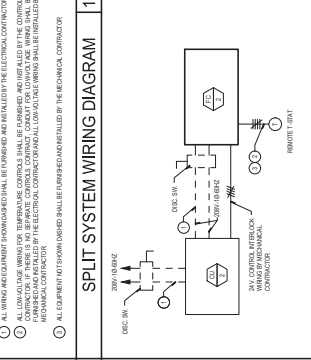 1 ALL WIRING AND EQUIPMENT SHOWN DASHED SHALL BE FURNISHED AND INSTALLED BY THE ELECTRICAL CONTRACTOR
2 ALL LOW-VOLTAGE WIRING FOR TEMPERATURE CONTROLS SHALL BE FURNISHED AND INSTALLED BY THE CONTROL
CONTRACTOR. IF THERE IS NO SEPARATE CONTROLS CONTRACT, CONDUIT FOR LOW-VOLTAGE WIRING SHALL B
FURNISHED AND INSTALLED BY THE ELECTRICAL CONTRACTOR AND ALL LOW-VOLTAGE WIRING SHALL BE INSTALLED B
MECHANICAL CONTRACTOR
3 ALL EQUIPMENT NOT SHOWN DASHED SHALL BE FURNISHED AND INSTALLED BY THE MECHANICAL CONTRACTOR
SPLIT SYSTEM WIRING DIAGRAM
1
208V-1Ø-60HZ
DISC. SW.
1
CU
2
1
DISC. SW.
208V-1Ø-60HZ
FC
2
24V. CONTROL INTERLOCK
WIRING BY MECHANICAL
CONTRACTOR
3 2
T
REMOTE T-STAT